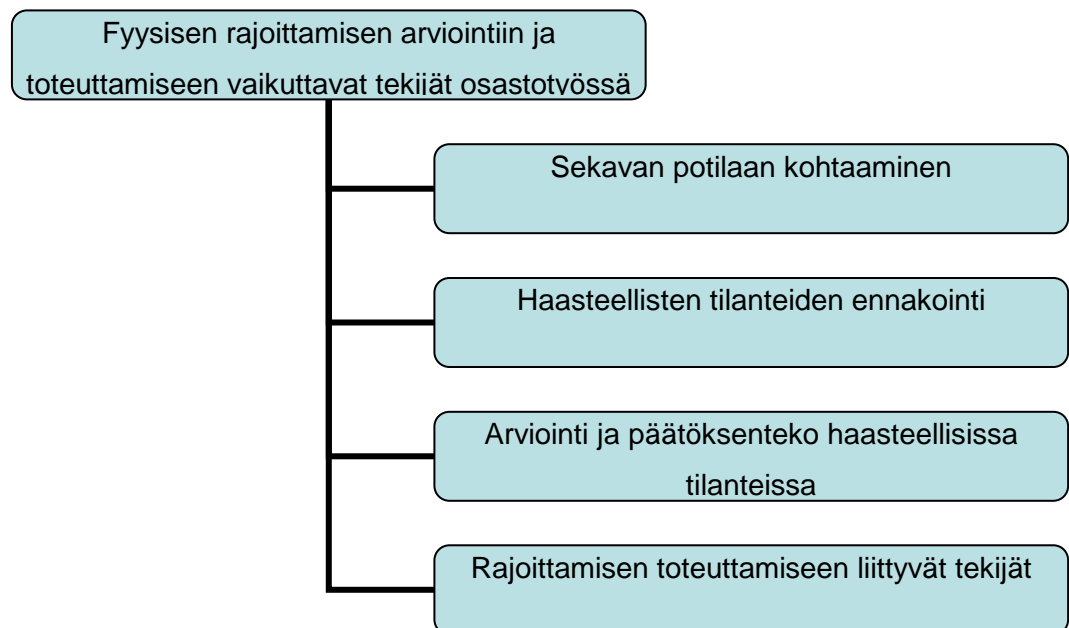 Fyysisen rajoittamisen arviointiin ja
toteuttamiseen vaikuttavat tekijät osastotyössä
Sekavan potilaan kohtaaminen
Haasteellisten tilanteiden ennakointi
Arviointi ja päätöksenteko haasteellisissa
tilanteissa
Rajoittamisen toteuttamiseen liittyvät tekijät